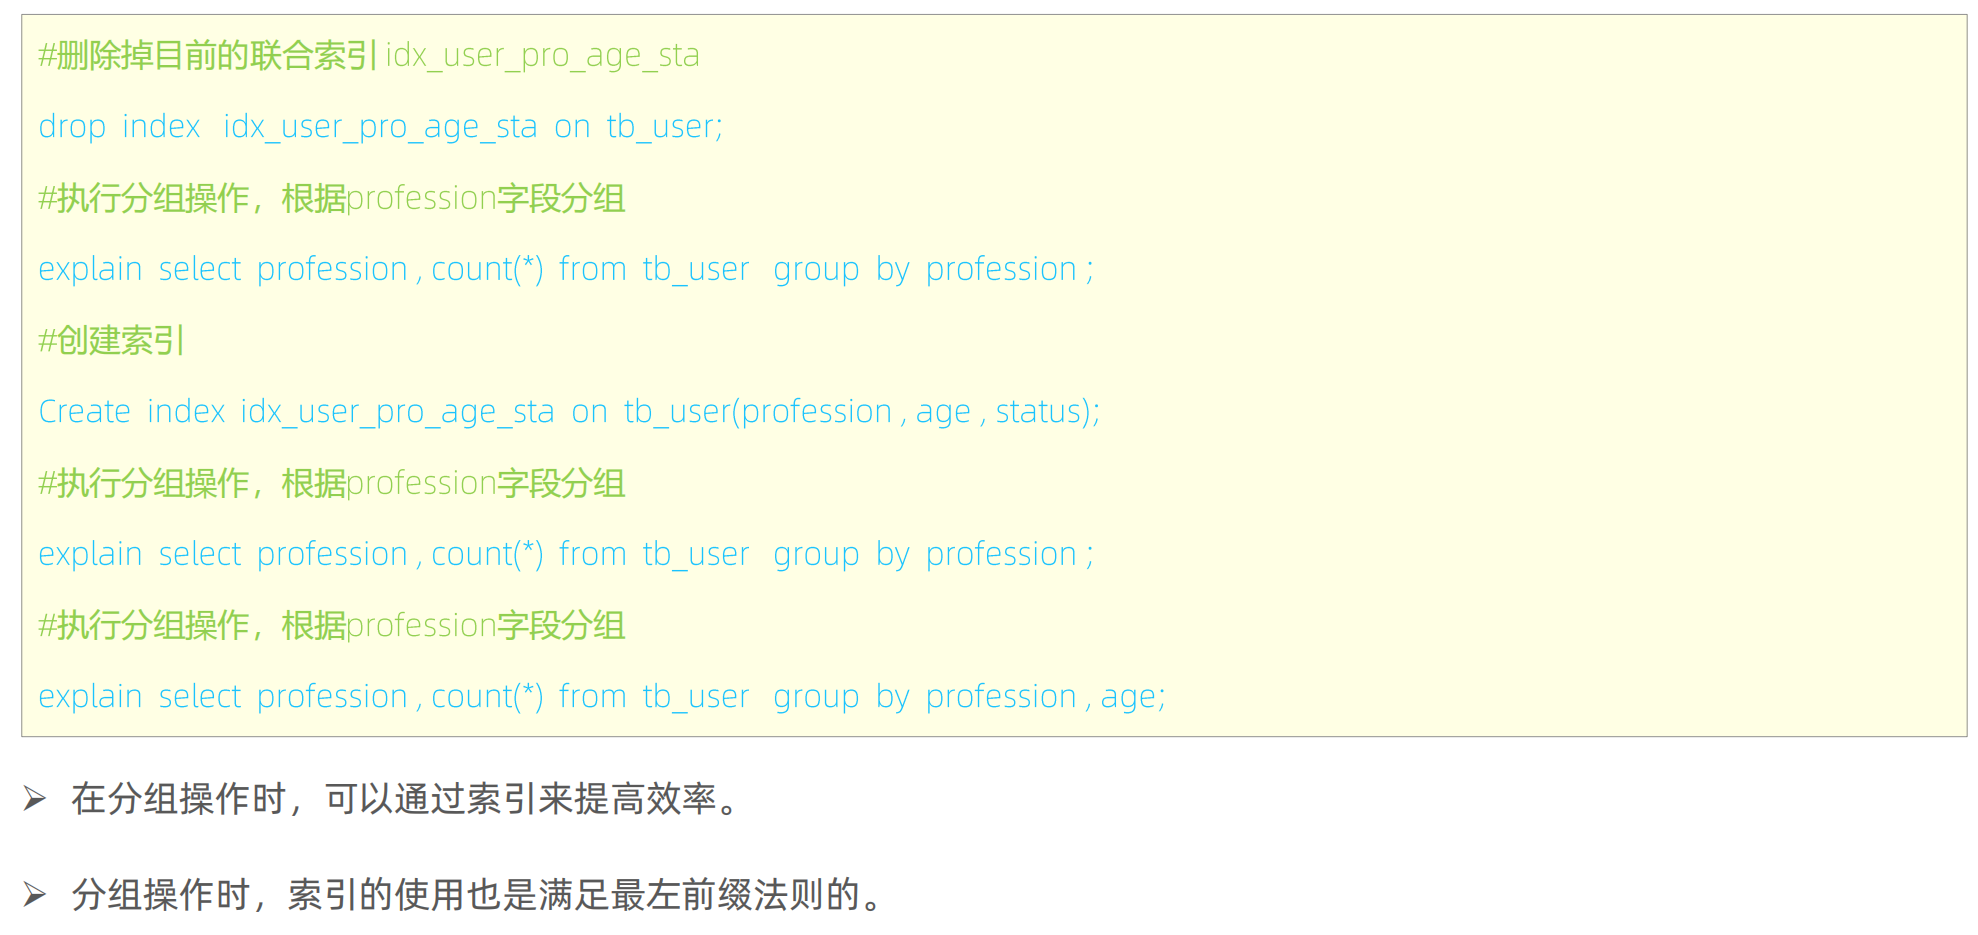 #删除掉目前的联合索引 idx_user_pro_age_sta
drop index idx_user_pro_age_sta on tb_user;
#执行分组操作，根据profession字段分组
explain select profession , count(*) from tb_user group by profession ;
#创建索引
Create index idx_user_pro_age_sta on tb_user(profession , age , status);
#执行分组操作，根据profession字段分组
explain select profession , count(*) from tb_user group by profession ;
#执行分组操作，根据profession字段分组
explain select profession , count(*) from tb_user group by profession , age;
➢ 在分组操作时，可以通过索引来提高效率。
➢ 分组操作时，索引的使用也是满足最左前缀法则的。